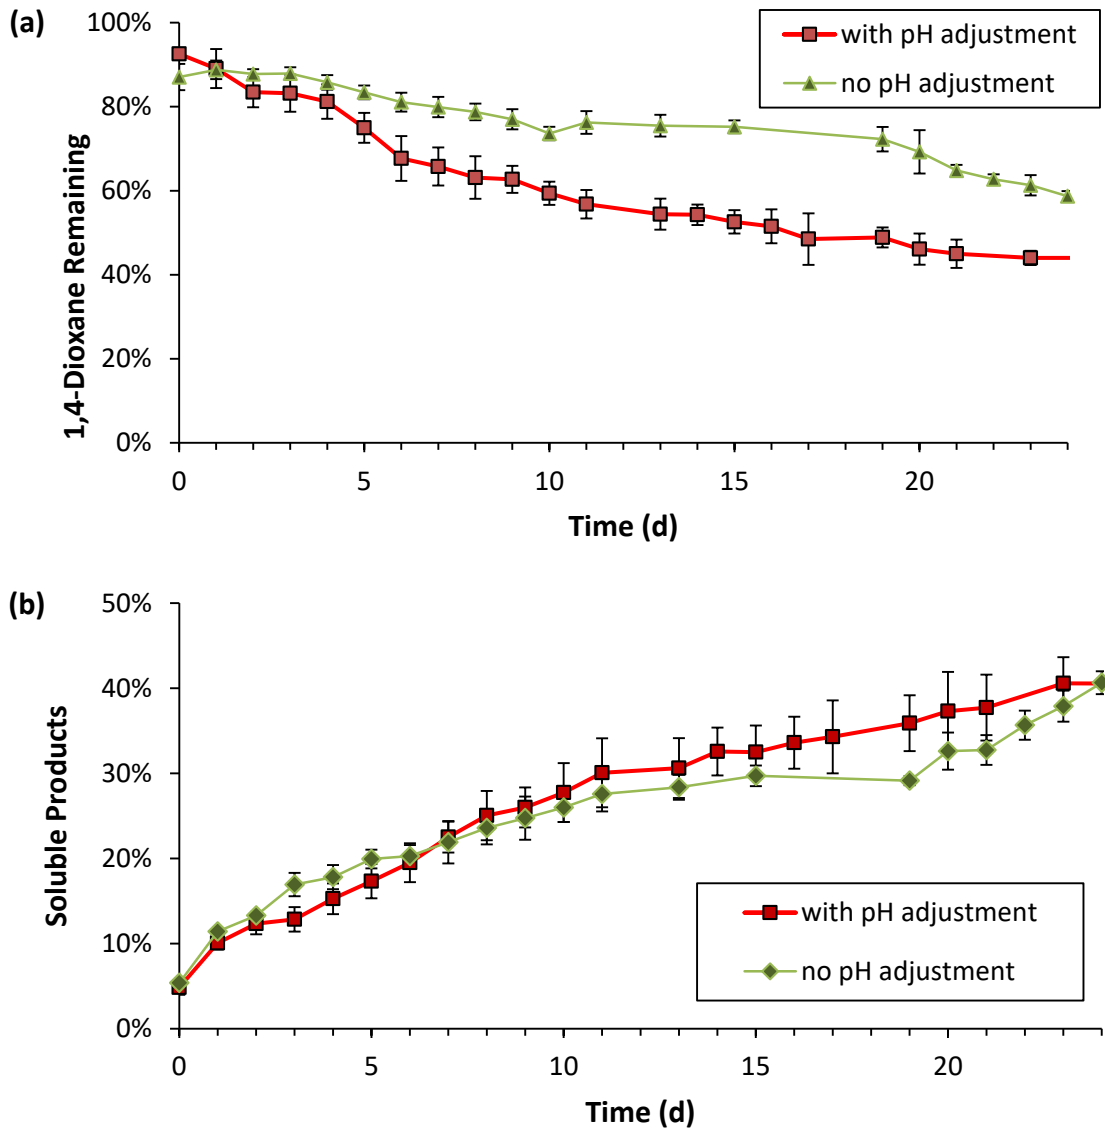 (a)
1,4-Dioxane Remaining
100%
80%
60%
40%
20%
0%
with pH adjustment
no pH adjustment
0 5 10 15 20
Time (d)
(b)
Soluble Products
50%
40%
30%
20%
10%
0%
with pH adjustment
no pH adjustment
0 5 10 15 20
Time (d)